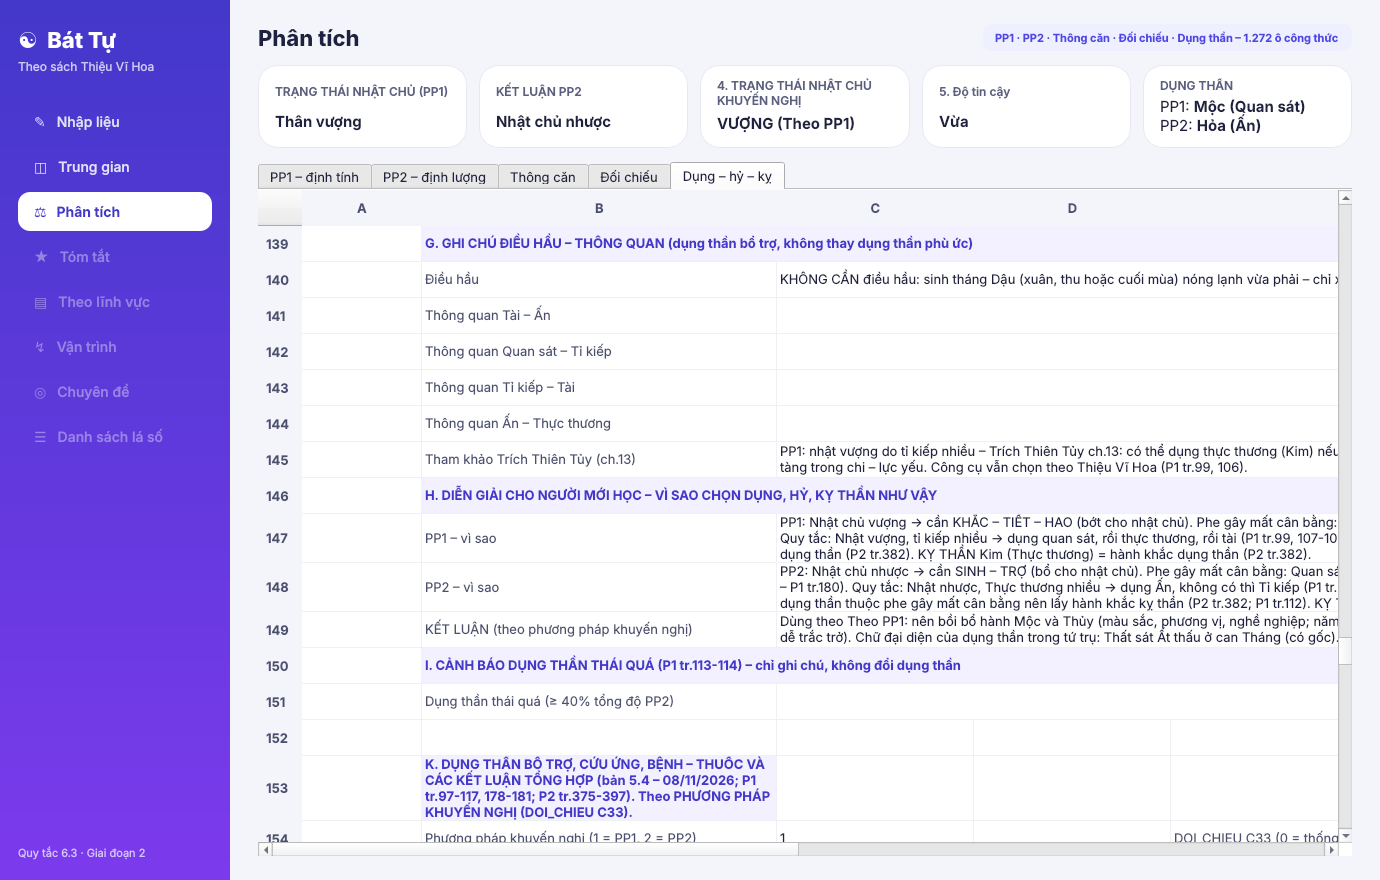 ☯ Bát Tự
Theo sách Thiệu Vĩ Hoa
Nhập liệu
Trung gian
Phân tích
Tóm tắt
Theo lĩnh vực
Vận trình
Chuyên đề
Danh sách lá số
Quy tắc 6.3 · Giai đoạn 2
Phân tích
PP1 · PP2 · Thông căn · Đối chiếu · Dụng thần – 1.272 ô công thức
TRẠNG THÁI NHẬT CHỦ (PP1)
Thân vượng
KẾT LUẬN PP2
Nhật chủ nhược
4. TRẠNG THÁI NHẬT CHỦ
KHUYẾN NGHỊ
VƯỢNG (Theo PP1)
5. Độ tin cậy
Vừa
DỤNG THẦN
PP1: Mộc (Quan sát)
PP2: Hỏa (Ấn)
PP1 – định tính
PP2 – định lượng
Thông căn
Đối chiếu
Dụng – hỷ – kỵ
A B C D
139 G. GHI CHÚ ĐIỀU HẦU – THÔNG QUAN (dụng thần bổ trợ, không thay dụng thần phù ức)
140 Điều hầu KHÔNG CẦN điều hầu: sinh tháng Dậu (xuân, thu hoặc cuối mùa) nóng lạnh vừa phải – chỉ
141 Thông quan Tài – Ấn
142 Thông quan Quan sát – Tỉ kiếp
143 Thông quan Tỉ kiếp – Tài
144 Thông quan Ấn – Thực thương
145 Tham khảo Trích Thiên Tủy (ch.13) PP1: nhật vượng do tỉ kiếp nhiều – Trích Thiên Tủy ch.13: có thể dụng thực thương (Kim) nếu
tàng trong chi – lực yếu. Công cụ vẫn chọn theo Thiệu Vĩ Hoa (P1 tr.99, 106).
146 H. DIỄN GIẢI CHO NGƯỜI MỚI HỌC – VÌ SAO CHỌN DỤNG, HỶ, KỴ THẦN NHƯ VẬY
147 PP1 – vì sao PP1: Nhật chủ vượng → cần KHẮC – TIẾT – HAO (bớt cho nhật chủ). Phe gây mất cân bằng:
Quy tắc: Nhật vượng, tỉ kiếp nhiều → dụng quan sát, rồi thực thương, rồi tài (P1 tr.99, 107-10
dụng thần (P2 tr.382). KỴ THẦN Kim (Thực thương) = hành khắc dụng thần (P2 tr.382).
148 PP2 – vì sao PP2: Nhật chủ nhược → cần SINH – TRỢ (bổ cho nhật chủ). Phe gây mất cân bằng: Quan sá
– P1 tr.180). Quy tắc: Nhật nhược, Thực thương nhiều → dụng Ấn, không có thì Tỉ kiếp (P1 tr.
dụng thần thuộc phe gây mất cân bằng nên lấy hành khắc kỵ thần (P2 tr.382; P1 tr.112). KỴ
149 KẾT LUẬN (theo phương pháp khuyến nghị) Dùng theo Theo PP1: nên bồi bổ hành Mộc và Thủy (màu sắc, phương vị, nghề nghiệp; năm
dễ trắc trở). Chữ đại diện của dụng thần trong tứ trụ: Thất sát Ất thấu ở can Tháng (có gốc).
150 I. CẢNH BÁO DỤNG THẦN THÁI QUÁ (P1 tr.113-114) – chỉ ghi chú, không đổi dụng thần
151 Dụng thần thái quá (≥ 40% tổng độ PP2)
152
153 K. DỤNG THẦN BỔ TRỢ, CỨU ỨNG, BỆNH – THUỐC VÀ
CÁC KẾT LUẬN TỔNG HỢP (bản 5.4 – 08/11/2026; P1
tr.97-117, 178-181; P2 tr.375-397). Theo PHƯƠNG PHÁP
KHUYẾN NGHỊ (DOI_CHIEU C33).
154 Phương pháp khuyến nghị (1 = PP1, 2 = PP2) 1 DOI_CHIEU C33 (0 = thống